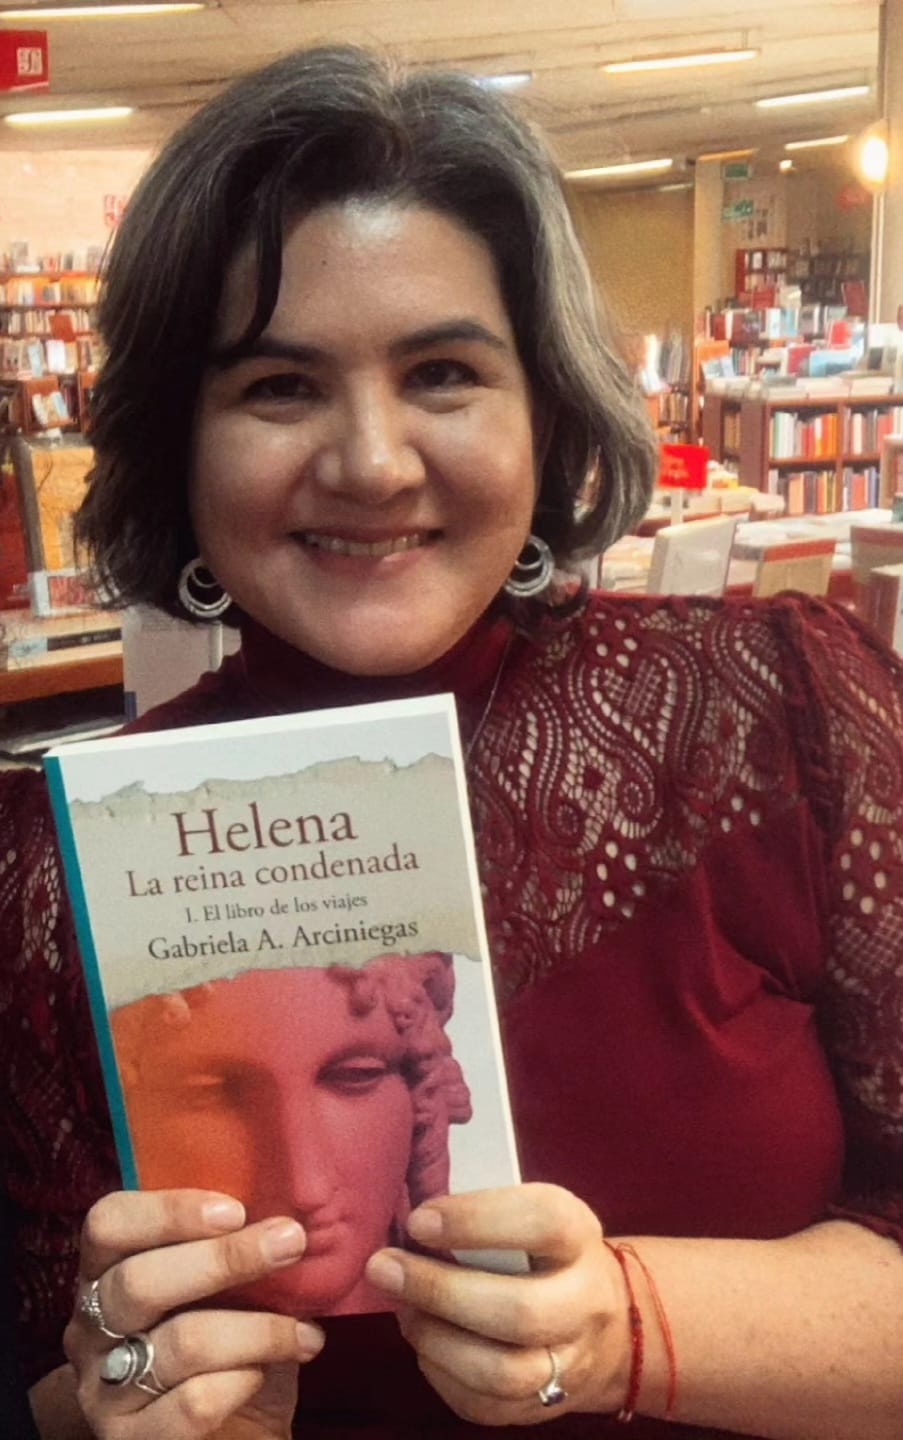 Helena
La reina condenada
1. El libro de los viajes
Gabriela A. Arciniegas